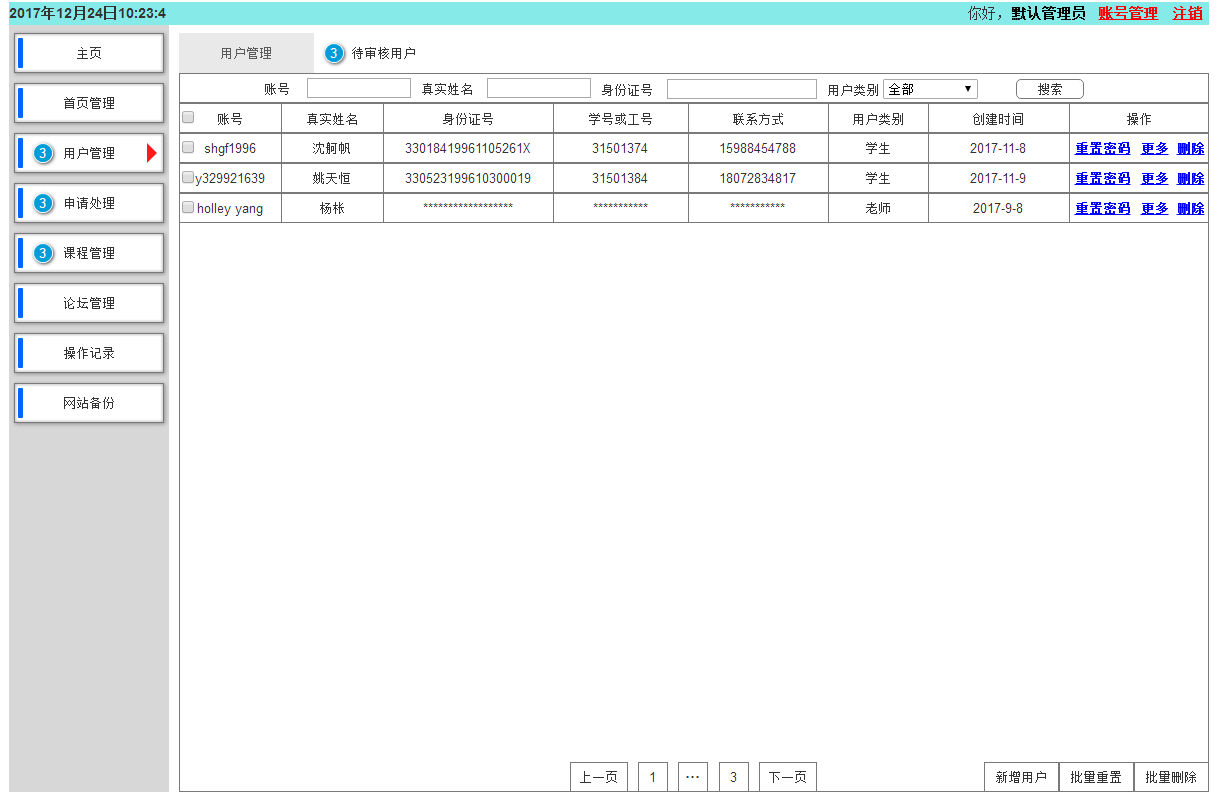 2017年12月24日10:23:4
你好，默认管理员 账号管理 注销
主页
首页管理
3 用户管理
3 申请处理
3 课程管理
论坛管理
操作记录
网站备份
用户管理 3 待审核用户
账号 真实姓名 身份证号 用户类别 全部 搜索
账号 真实姓名 身份证号 学号或工号 联系方式 用户类别 创建时间 操作
shgf1996 沈舸帆 33018419961105261X 31501374 15988454788 学生 2017-11-8 重置密码 更多 删除
y329921639 姚天恒 330523199610300019 31501384 18072834817 学生 2017-11-9 重置密码 更多 删除
holley yang 杨枨 ****************** *********** *********** 老师 2017-9-8 重置密码 更多 删除
上一页 1 ··· 3 下一页 新增用户 批量重置 批量删除